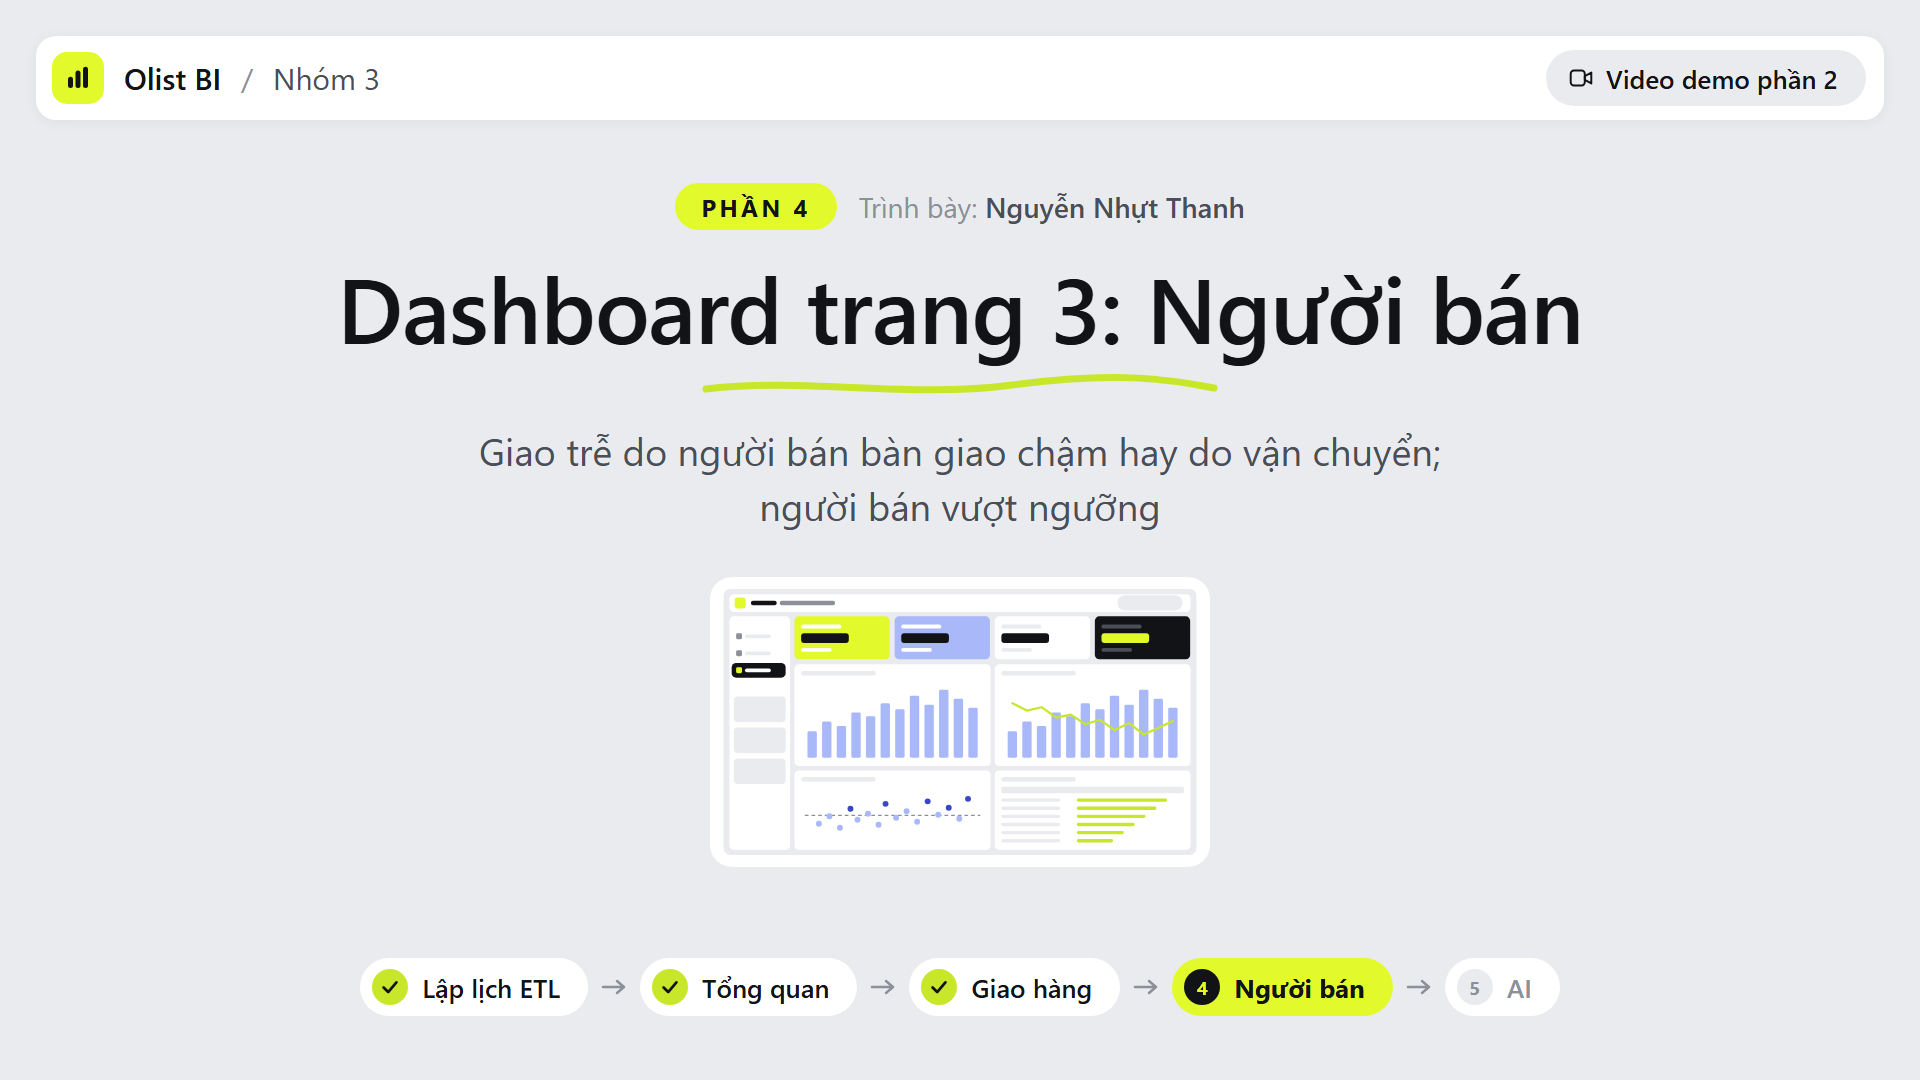 Olist BI / Nhóm 3
Video demo phần 2
PHẦN 4
Trình bày: Nguyễn Nhựt Thanh
Dashboard trang 3: Người bán
Giao trễ do người bán bàn giao chậm hay do vận chuyển;
người bán vượt ngưỡng
Lập lịch ETL → Tổng quan → Giao hàng → 4 Người bán → 5 AI